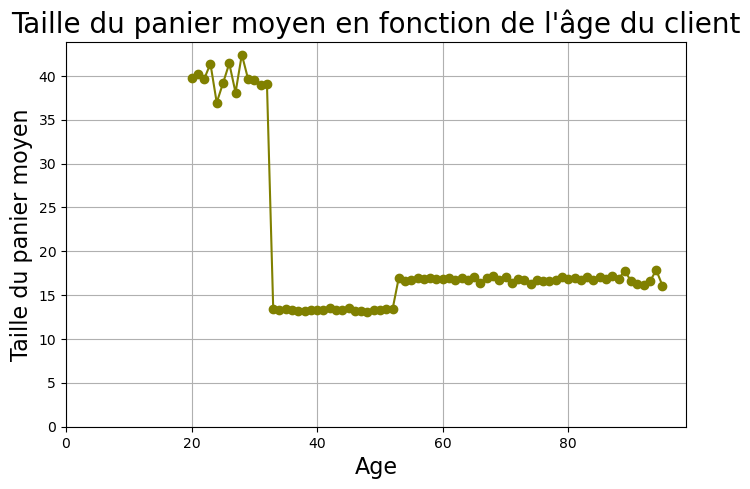 Taille du panier moyen en fonction de l'âge du client
Taille du panier moyen
40
35
30
25
20
15
10
5
0
0 20 40 60 80
Age